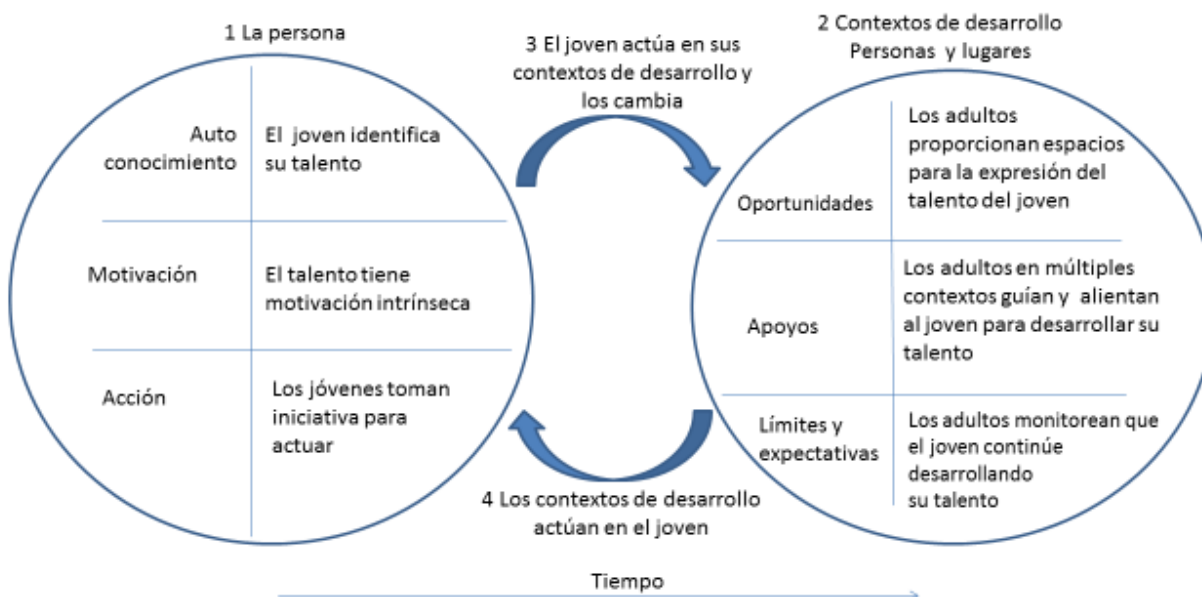 1 La persona
Auto
conocimiento
El joven identifica
su talento
Motivación
El talento tiene
motivación intrínseca
Acción
Los jóvenes toman
iniciativa para
actuar
3 El joven actúa en sus
contextos de desarrollo y
los cambia
4 Los contextos de desarrollo
actúan en el joven
2 Contextos de desarrollo
Personas y lugares
Oportunidades
Los adultos
proporcionan espacios
para la expresión del
talento del joven
Apoyos
Los adultos en múltiples
contextos guían y alientan
al joven para desarrollar su
talento
Límites y
expectativas
Los adultos monitorean que
el joven continúe
desarrollando
su talento
Tiempo